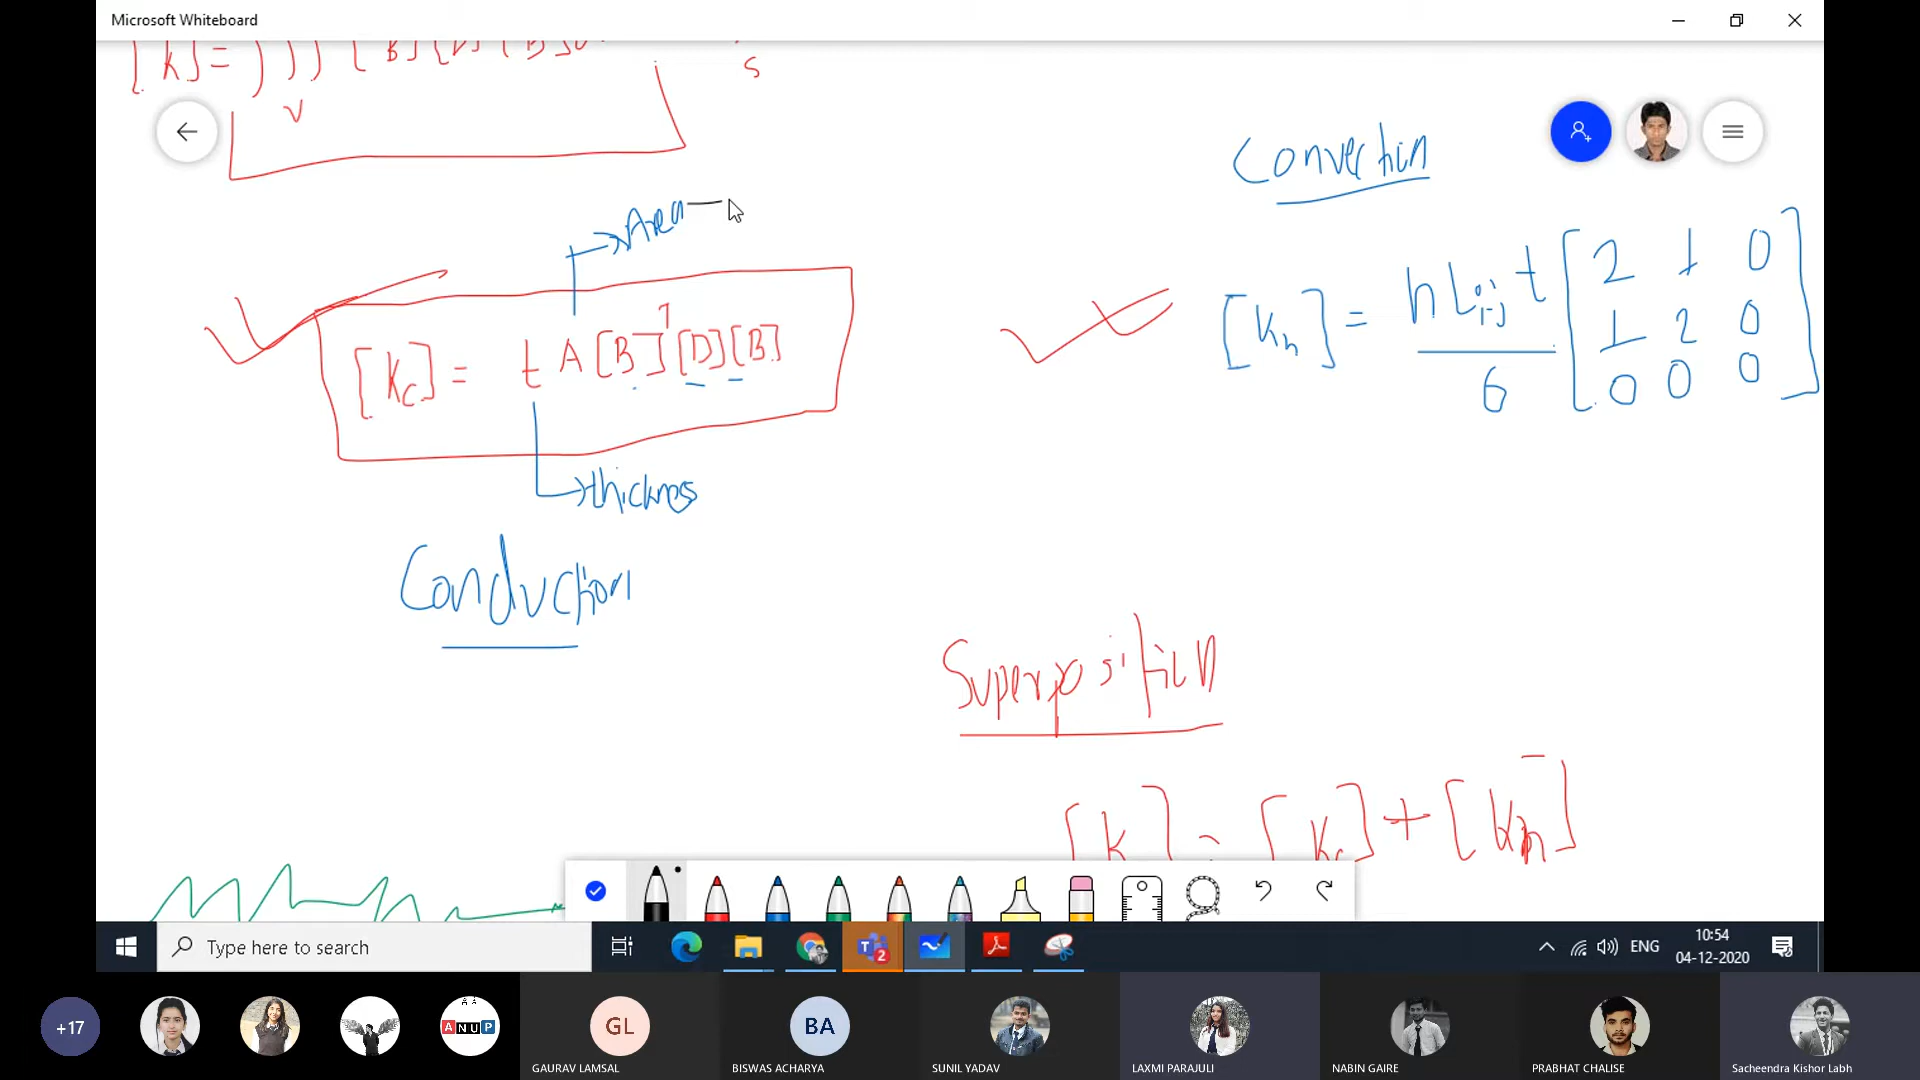 Microsoft Whiteboard
[k] = ∫∫∫ [B] [D] [B] d
v
s
Convection
Area
[Kc] = t A [B]ᵀ [D] [B]
[Kh] = h Li-j t / 6 [2 1 0
1 2 0
0 0 0]
thickness
Conduction
Superposition
[K] = [Kc] + [Kh]
Type here to search
2
ENG
10:54
04-12-2020
+17
ANUP
GL
BA
GAURAV LAMSAL
BISWAS ACHARYA
SUNIL YADAV
LAXMI PARAJULI
NABIN GAIRE
PRABHAT CHALISE
Sacheendra Kishor Labh